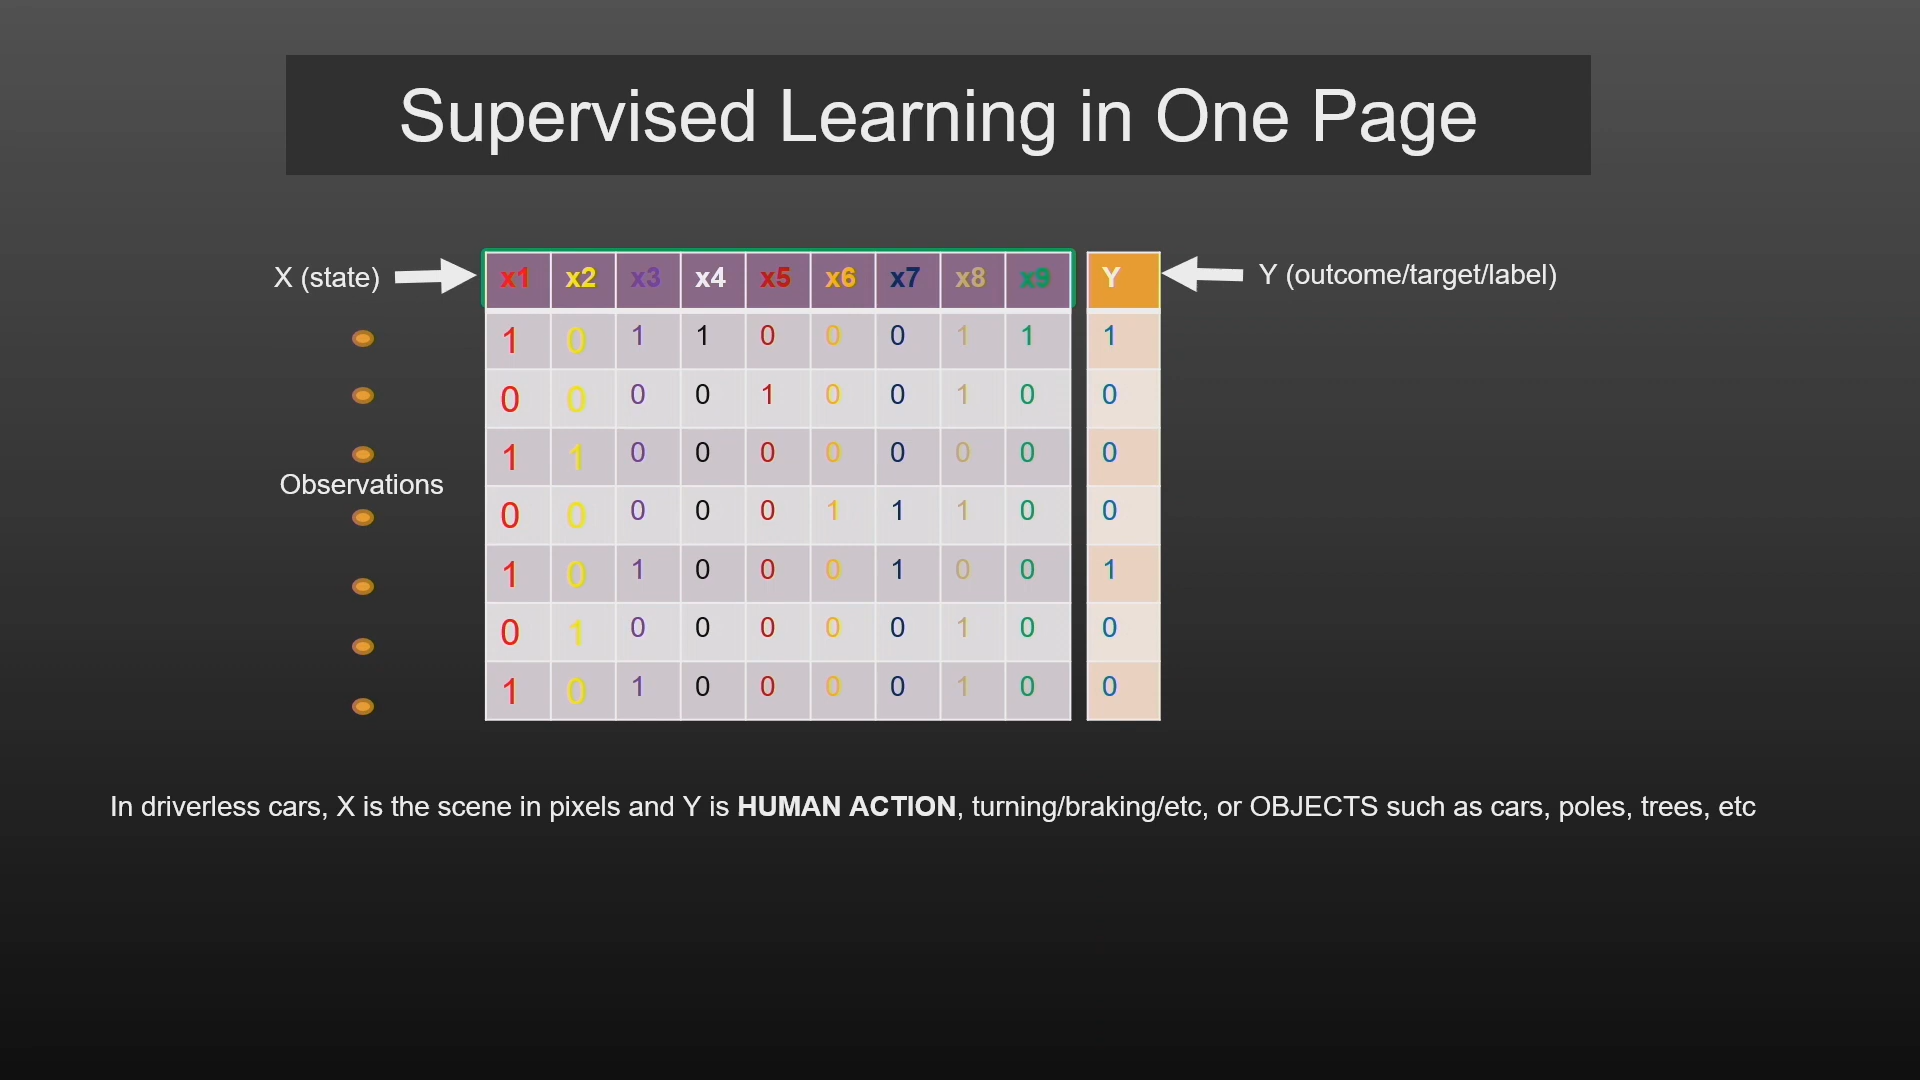 Supervised Learning in One Page
X (state)
x1 x2 x3 x4 x5 x6 x7 x8 x9 Y
Y (outcome/target/label)
1 0 1 1 0 0 0 1 1 1
0 0 0 0 1 0 0 1 0 0
1 1 0 0 0 0 0 0 0 0
Observations
0 0 0 0 0 1 1 1 0 0
1 0 1 0 0 0 1 0 0 1
0 1 0 0 0 0 0 1 0 0
1 0 1 0 0 0 0 1 0 0
In driverless cars, X is the scene in pixels and Y is HUMAN ACTION, turning/braking/etc, or OBJECTS such as cars, poles, trees, etc